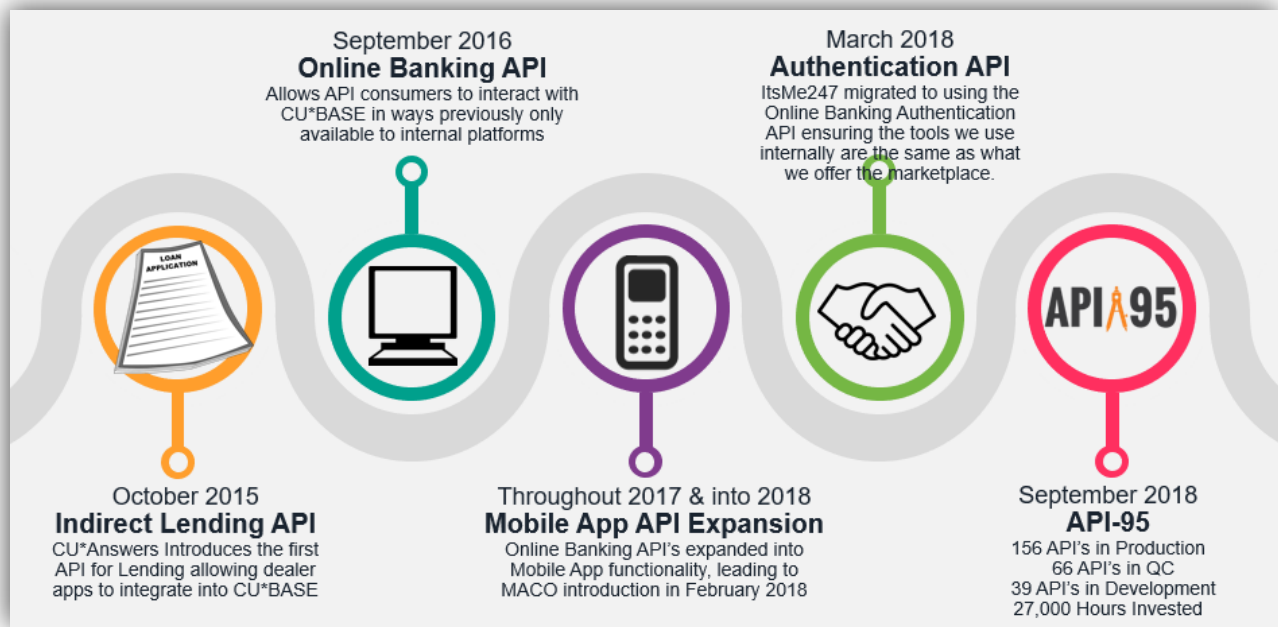 September 2016
Online Banking API
Allows API consumers to interact with
CU*BASE in ways previously only
available to internal platforms
March 2018
Authentication API
ItsMe247 migrated to using the
Online Banking Authentication
API ensuring the tools we use
internally are the same as what
we offer the marketplace.
LOAN
APPLICATION
API 95
October 2015
Indirect Lending API
CU*Answers Introduces the first
API for Lending allowing dealer
apps to integrate into CU*BASE
Throughout 2017 & into 2018
Mobile App API Expansion
Online Banking API's expanded into
Mobile App functionality, leading to
MACO introduction in February 2018
September 2018
API-95
156 API's in Production
66 API's in QC
39 API's in Development
27,000 Hours Invested